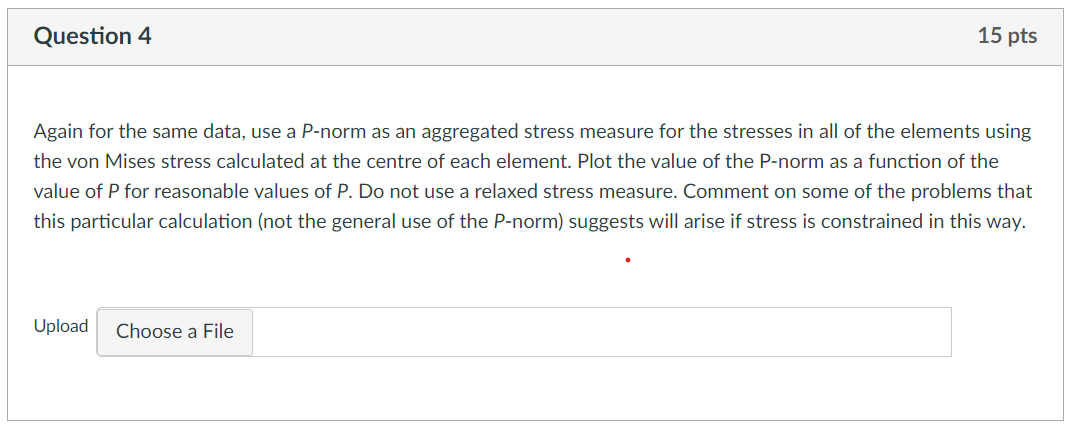 Question 4
15 pts
Again for the same data, use a P-norm as an aggregated stress measure for the stresses in all of the elements using
the von Mises stress calculated at the centre of each element. Plot the value of the P-norm as a function of the
value of P for reasonable values of P. Do not use a relaxed stress measure. Comment on some of the problems that
this particular calculation (not the general use of the P-norm) suggests will arise if stress is constrained in this way.
Upload
Choose a File